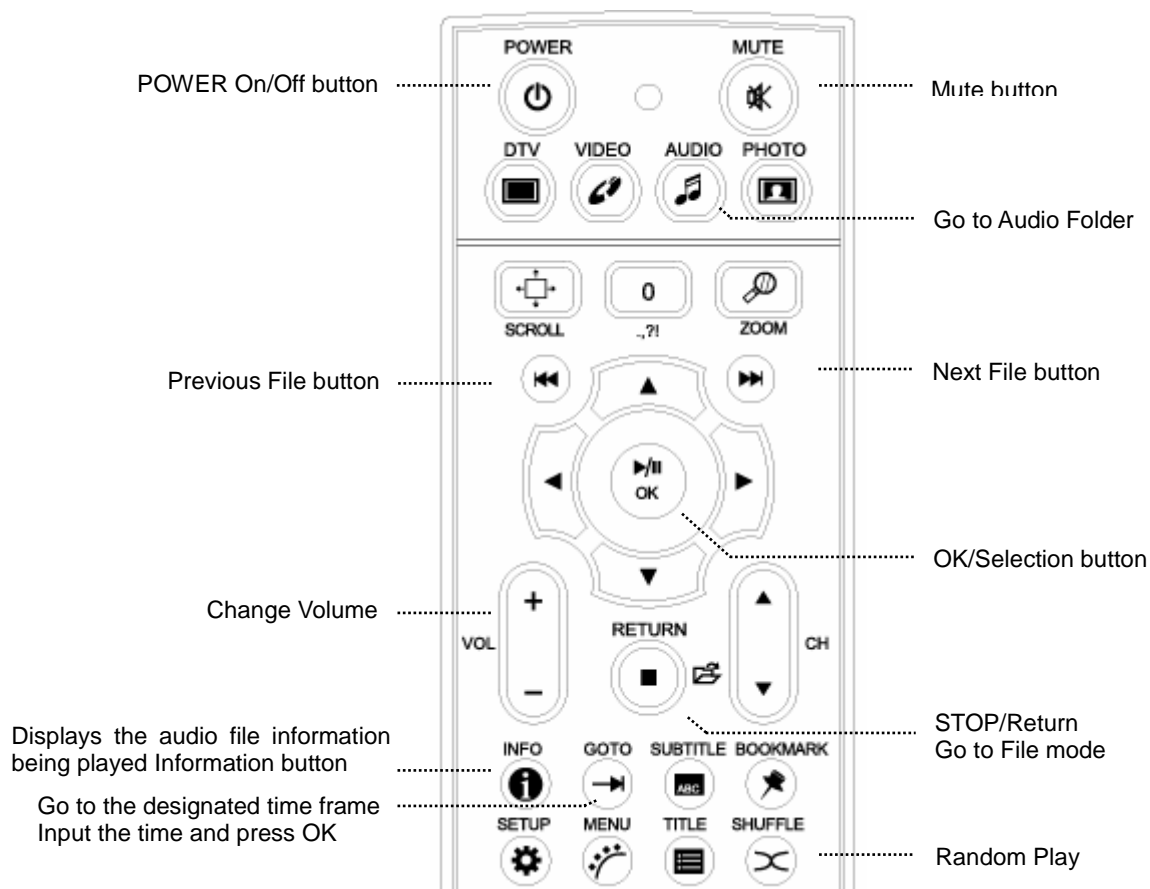 POWER
MUTE
POWER On/Off button
Mute button
DTV
VIDEO
AUDIO
PHOTO
Go to Audio Folder
0
SCROLL
.,?!
ZOOM
Previous File button
Next File button
OK
OK/Selection button
Change Volume
+
VOL
−
RETURN
CH
STOP/Return
Go to File mode
Displays the audio file information
being played Information button
INFO
GOTO
SUBTITLE
BOOKMARK
ABC
Go to the designated time frame
Input the time and press OK
SETUP
MENU
TITLE
SHUFFLE
Random Play